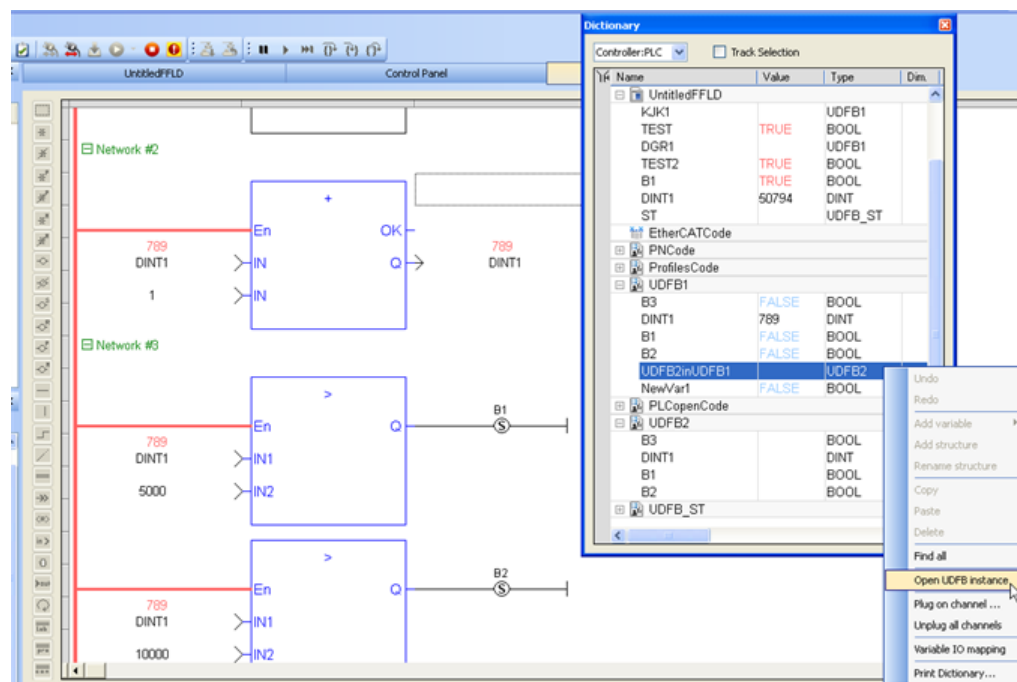 Dictionary
Controller:PLC
Track Selection
Name Value Type Dim.
UntitledFFLD
KJK1 UDFB1
TEST TRUE BOOL
DGR1 UDFB1
TEST2 TRUE BOOL
B1 TRUE BOOL
DINT1 50794 DINT
ST UDFB_ST
EtherCATCode
PNCode
ProfilesCode
UDFB1
B3 FALSE BOOL
DINT1 789 DINT
B1 FALSE BOOL
B2 FALSE BOOL
UDFB2inUDFB1 UDFB2
NewVar1 FALSE BOOL
PLCopenCode
UDFB2
B3 BOOL
DINT1 DINT
B1 BOOL
B2 BOOL
UDFB_ST
Undo
Redo
Add variable
Add structure
Rename structure
Copy
Paste
Delete
Find all
Open UDFB instance
Plug on channel ...
Unplug all channels
Variable IO mapping
Print Dictionary...
UntitledFFLD Control Panel
Network #2
+
En OK
789
DINT1 IN Q 789
DINT1
1 IN
Network #3
>
En Q B1
S
789
DINT1 IN1
5000 IN2
>
En Q B2
S
789
DINT1 IN1
10000 IN2